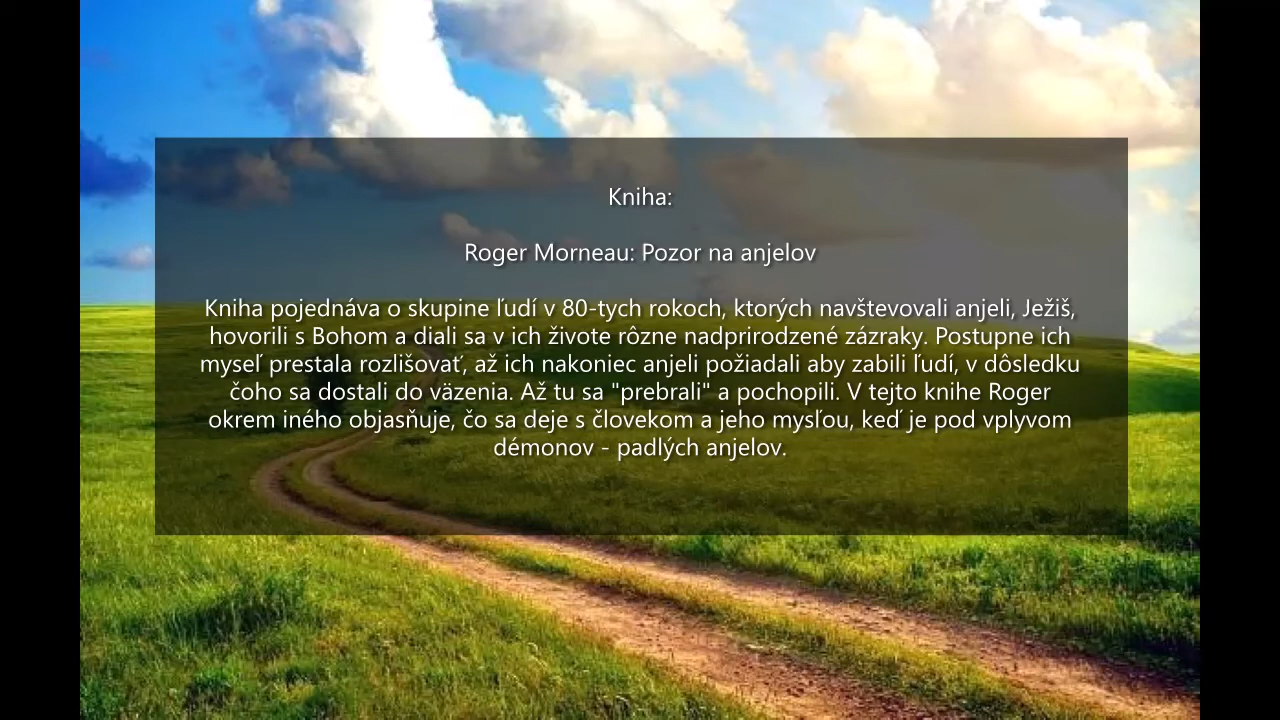 Kniha:
Roger Morneau: Pozor na anjelov
Kniha pojednáva o skupine ľudí v 80-tych rokoch, ktorých navštevovali anjeli, Ježiš,
hovorili s Bohom a diali sa v ich živote rôzne nadprirodzené zázraky. Postupne ich
myseľ prestala rozlišovať, až ich nakoniec anjeli požiadali aby zabili ľudí, v dôsledku
čoho sa dostali do väzenia. Až tu sa "prebrali" a pochopili. V tejto knihe Roger
okrem iného objasňuje, čo sa deje s človekom a jeho mysľou, keď je pod vplyvom
démonov - padlých anjelov.